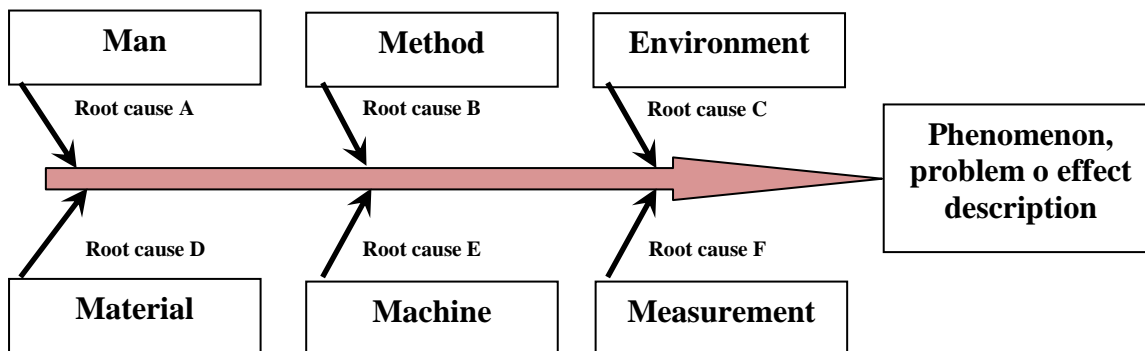 Man
Method
Environment
Root cause A
Root cause B
Root cause C
Phenomenon,
problem o effect
description
Root cause D
Root cause E
Root cause F
Material
Machine
Measurement